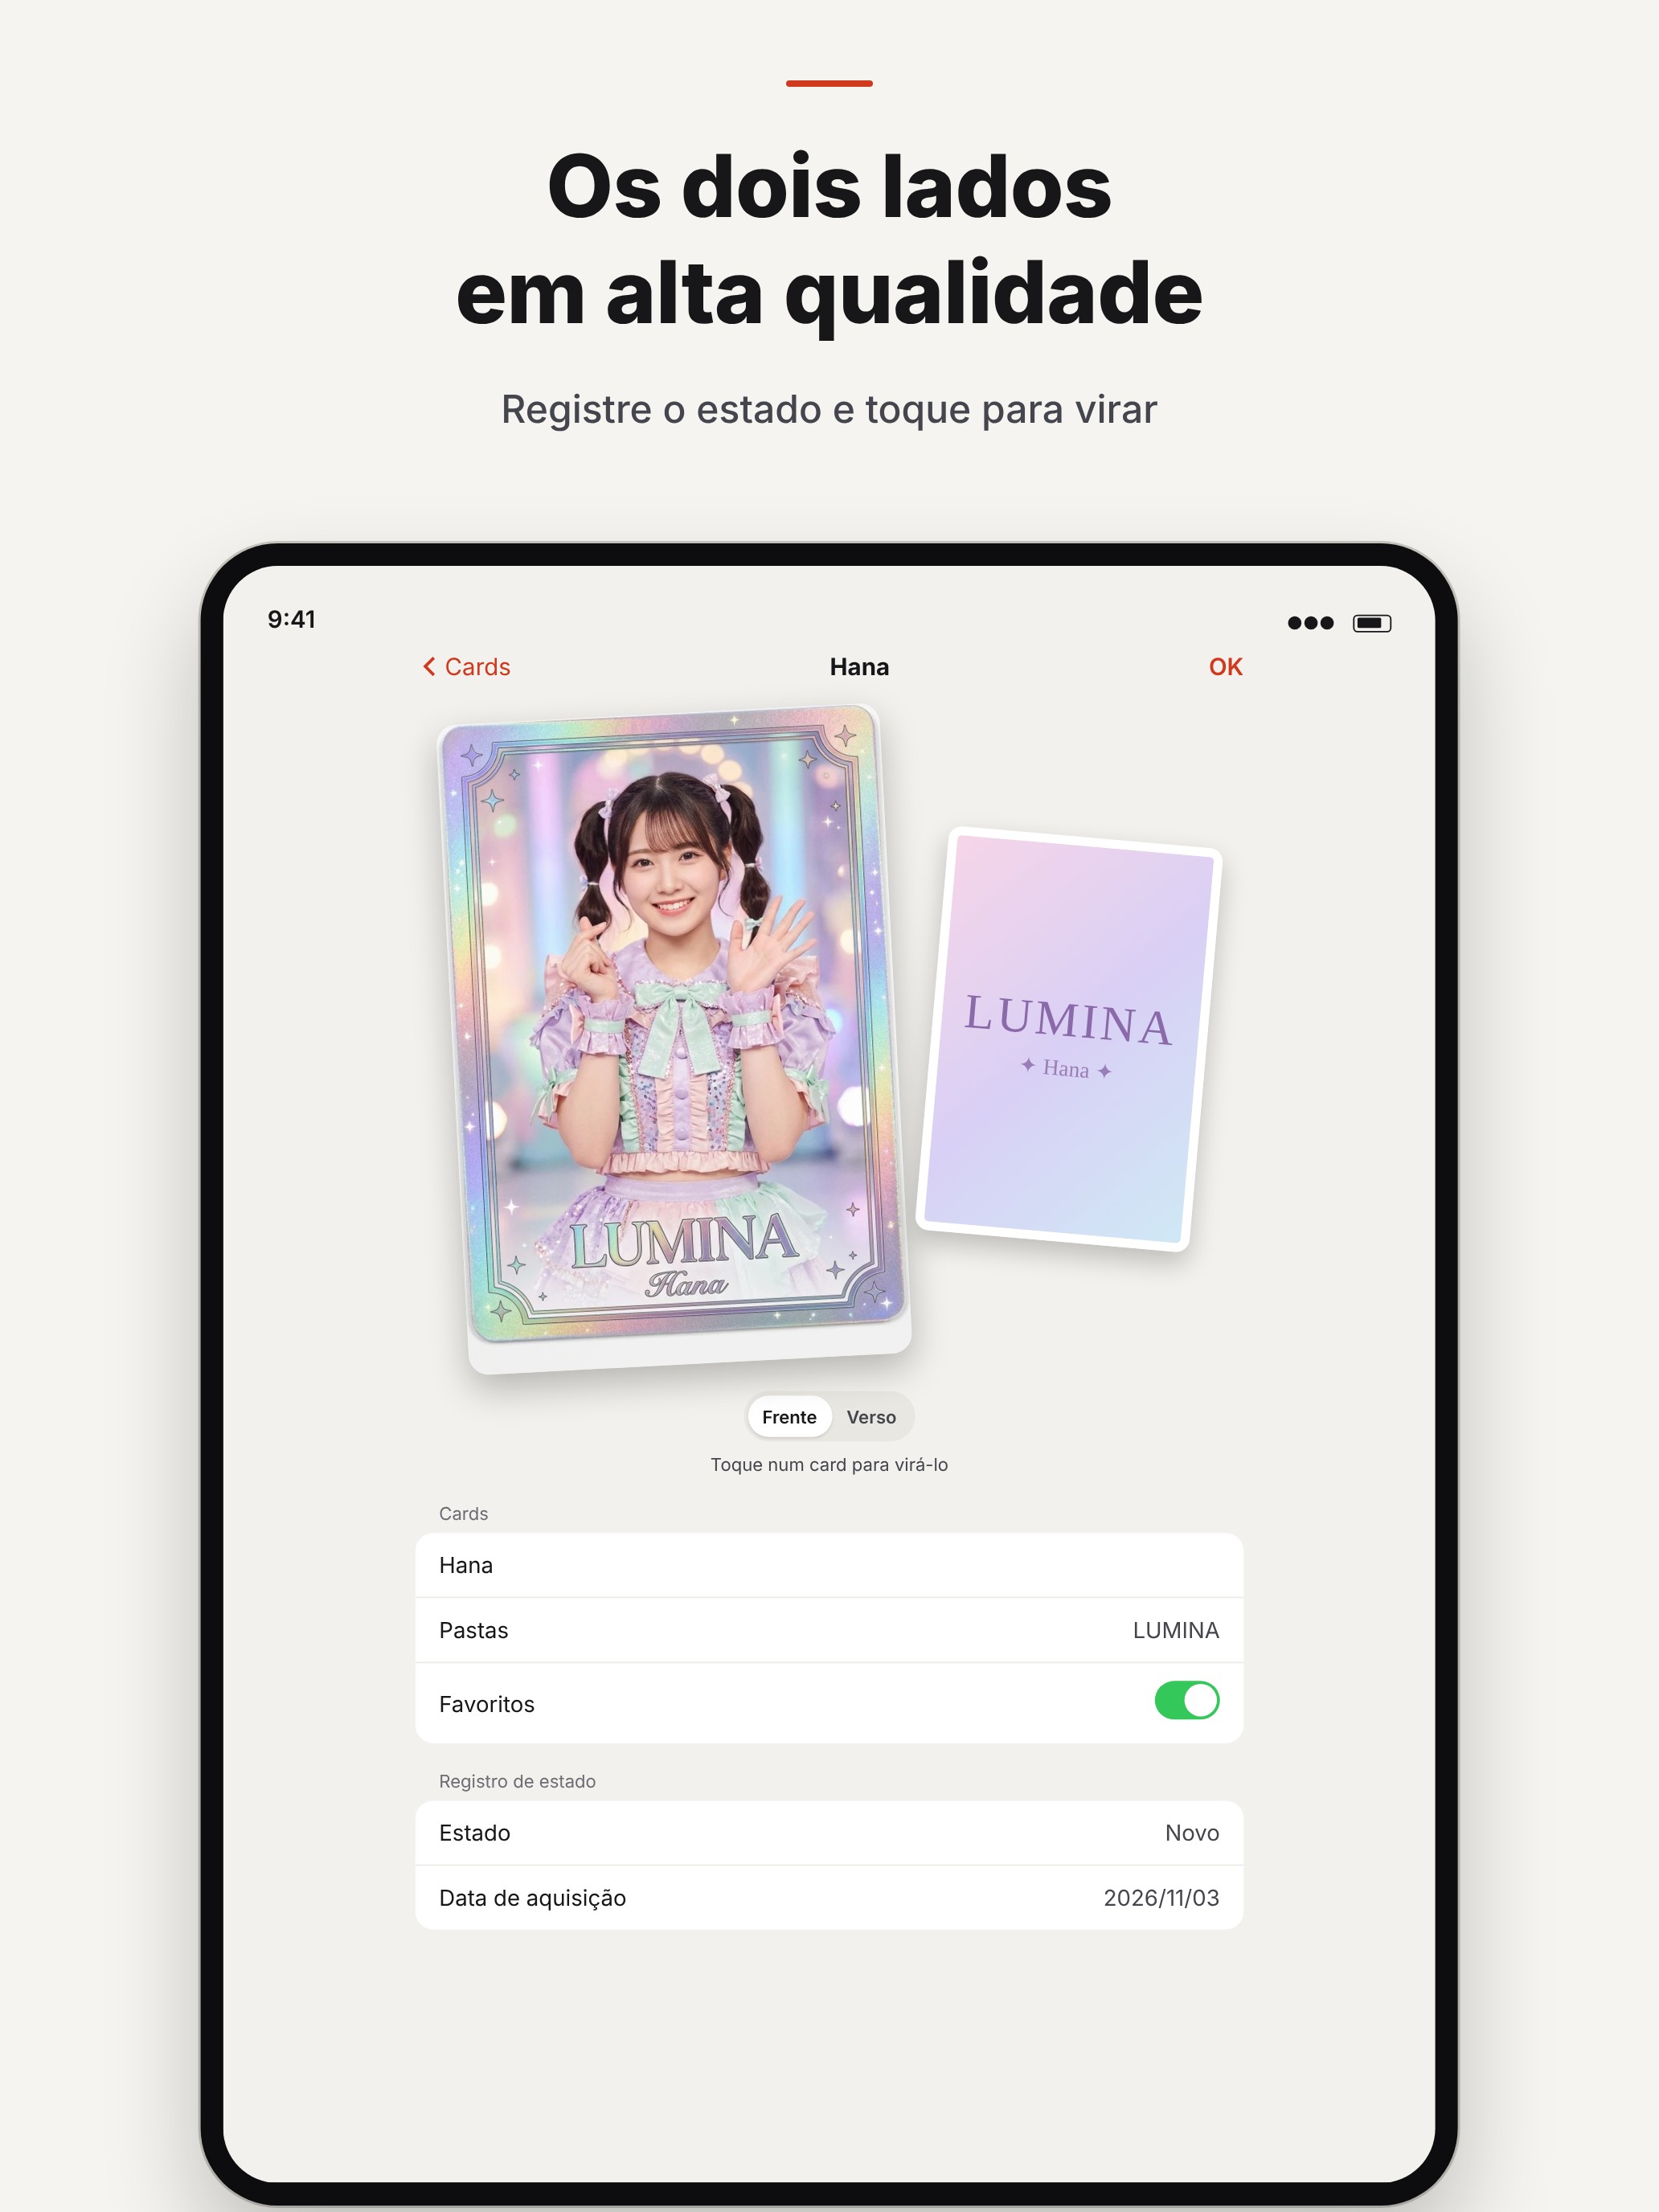 Os dois lados
em alta qualidade
Registre o estado e toque para virar
9:41
Cards
Hana
OK
LUMINA
Hana
LUMINA
✦ Hana ✦
Frente
Verso
Toque num card para virá-lo
Cards
Hana
Pastas
LUMINA
Favoritos
Registro de estado
Estado
Novo
Data de aquisição
2026/11/03